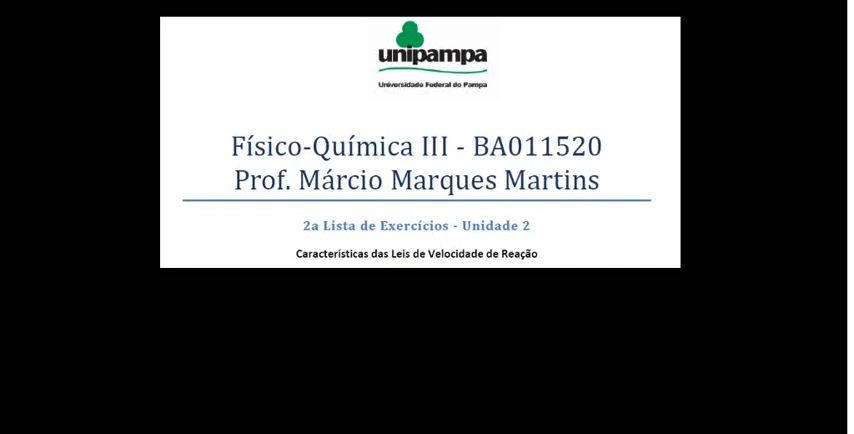 unipampa
Universidade Federal do Pampa
Físico-Química III - BA011520
Prof. Márcio Marques Martins
2a Lista de Exercícios - Unidade 2
Características das Leis de Velocidade de Reação